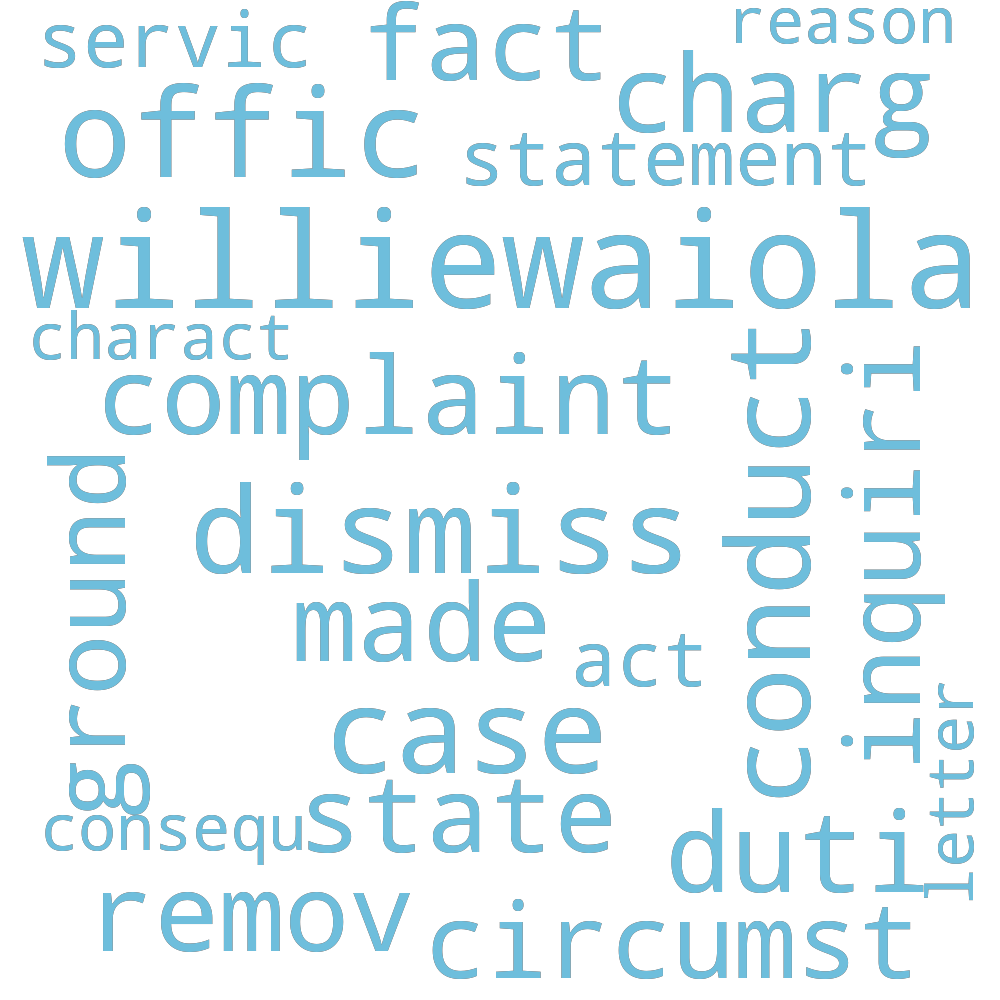 servic
fact
reason
offic
charg
statement
williewaiola
charact
complaint
conduct
inquiri
ground
dismiss
made
act
case
letter
consequ
state
duti
remov
circumst